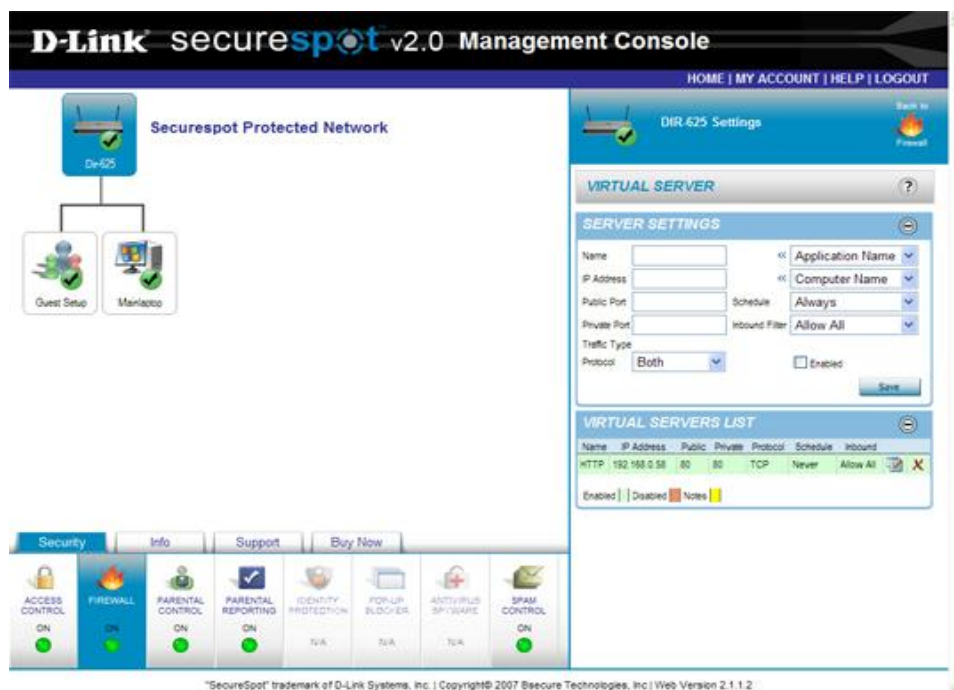 D-Link securespot v2.0 Management Console
HOME | MY ACCOUNT | HELP | LOGOUT
Securespot Protected Network
Dir-625
Guest Setup
Mainlaptop
DIR-625 Settings
Back to
Firewall
VIRTUAL SERVER
?
SERVER SETTINGS
Name << Application Name
IP Address << Computer Name
Public Port Schedule Always
Private Port Inbound Filter Allow All
Traffic Type
Protocol Both Enabled
Save
VIRTUAL SERVERS LIST
Name IP Address Public Private Protocol Schedule Inbound
HTTP 192.168.0.58 80 80 TCP Never Allow All
Enabled Disabled Notes
Security Info Support Buy Now
ACCESS CONTROL ON
FIREWALL ON
PARENTAL CONTROL ON
PARENTAL REPORTING ON
IDENTITY PROTECTION N/A
POP-UP BLOCKER N/A
ANTIVIRUS SPYWARE N/A
SPAM CONTROL ON
"SecureSpot" trademark of D-Link Systems, Inc. | Copyright© 2007 Bsecure Technologies, Inc | Web Version 2.1.1.2